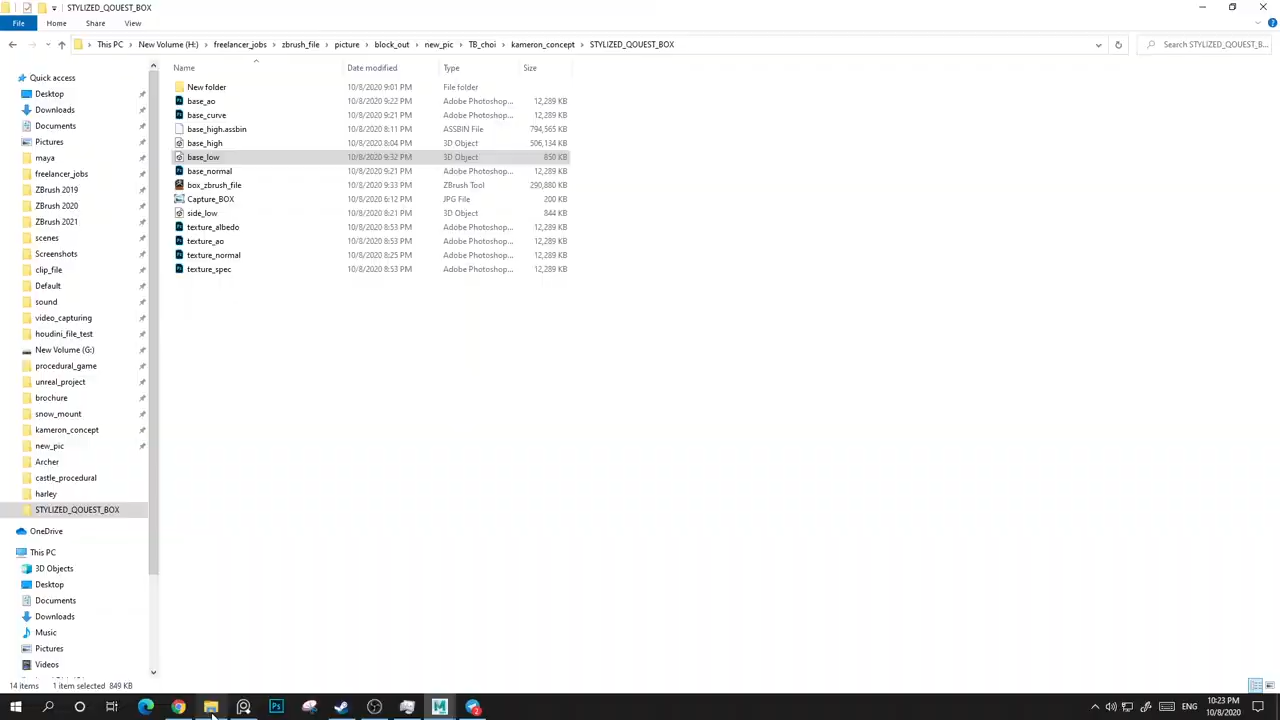 STYLIZED_QOUEST_BOX
File Home Share View
This PC New Volume (H:) freelancer_jobs zbrush_file picture block_out new_pic TB_choi kameron_concept STYLIZED_QOUEST_BOX
Search STYLIZED_QOUEST_B...
Name Date modified Type Size
New folder 10/8/2020 9:01 PM File folder
base_ao 10/8/2020 9:22 PM Adobe Photoshop... 12,289 KB
base_curve 10/8/2020 9:21 PM Adobe Photoshop... 12,289 KB
base_high.assbin 10/8/2020 8:11 PM ASSBIN File 794,565 KB
base_high 10/8/2020 8:04 PM 3D Object 506,134 KB
base_low 10/8/2020 9:32 PM 3D Object 850 KB
base_normal 10/8/2020 9:21 PM Adobe Photoshop... 12,289 KB
box_zbrush_file 10/8/2020 9:33 PM ZBrush Tool 290,880 KB
Capture_BOX 10/8/2020 6:12 PM JPG File 200 KB
side_low 10/8/2020 8:21 PM 3D Object 844 KB
texture_albedo 10/8/2020 8:53 PM Adobe Photoshop... 12,289 KB
texture_ao 10/8/2020 8:53 PM Adobe Photoshop... 12,289 KB
texture_normal 10/8/2020 8:25 PM Adobe Photoshop... 12,289 KB
texture_spec 10/8/2020 8:53 PM Adobe Photoshop... 12,289 KB
Quick access
Desktop
Downloads
Documents
Pictures
maya
freelancer_jobs
ZBrush 2019
ZBrush 2020
ZBrush 2021
scenes
Screenshots
clip_file
Default
sound
video_capturing
houdini_file_test
New Volume (G:)
procedural_game
unreal_project
brochure
snow_mount
kameron_concept
new_pic
Archer
castle_procedural
harley
STYLIZED_QOUEST_BOX
OneDrive
This PC
3D Objects
Desktop
Documents
Downloads
Music
Pictures
Videos
14 items 1 item selected 849 KB
10:23 PM
10/8/2020